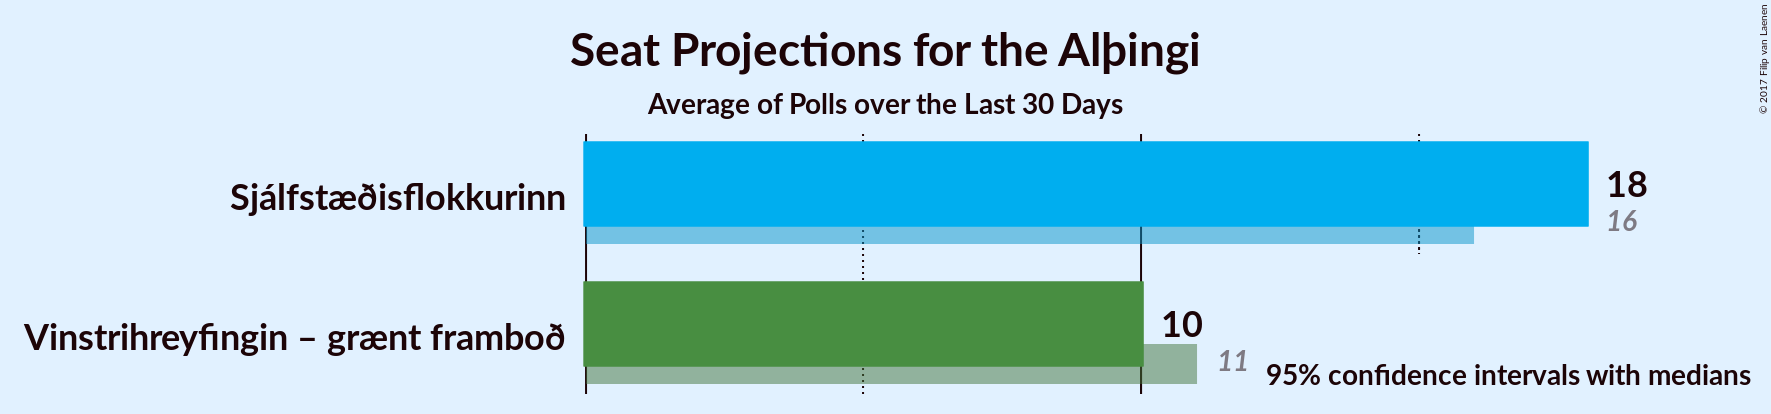 Seat Projections for the Alþingi
Average of Polls over the Last 30 Days
Sjálfstæðisflokkurinn
18
16
Vinstrihreyfingin – grænt framboð
10
11
95% confidence intervals with medians
© 2017 Filip van Laenen